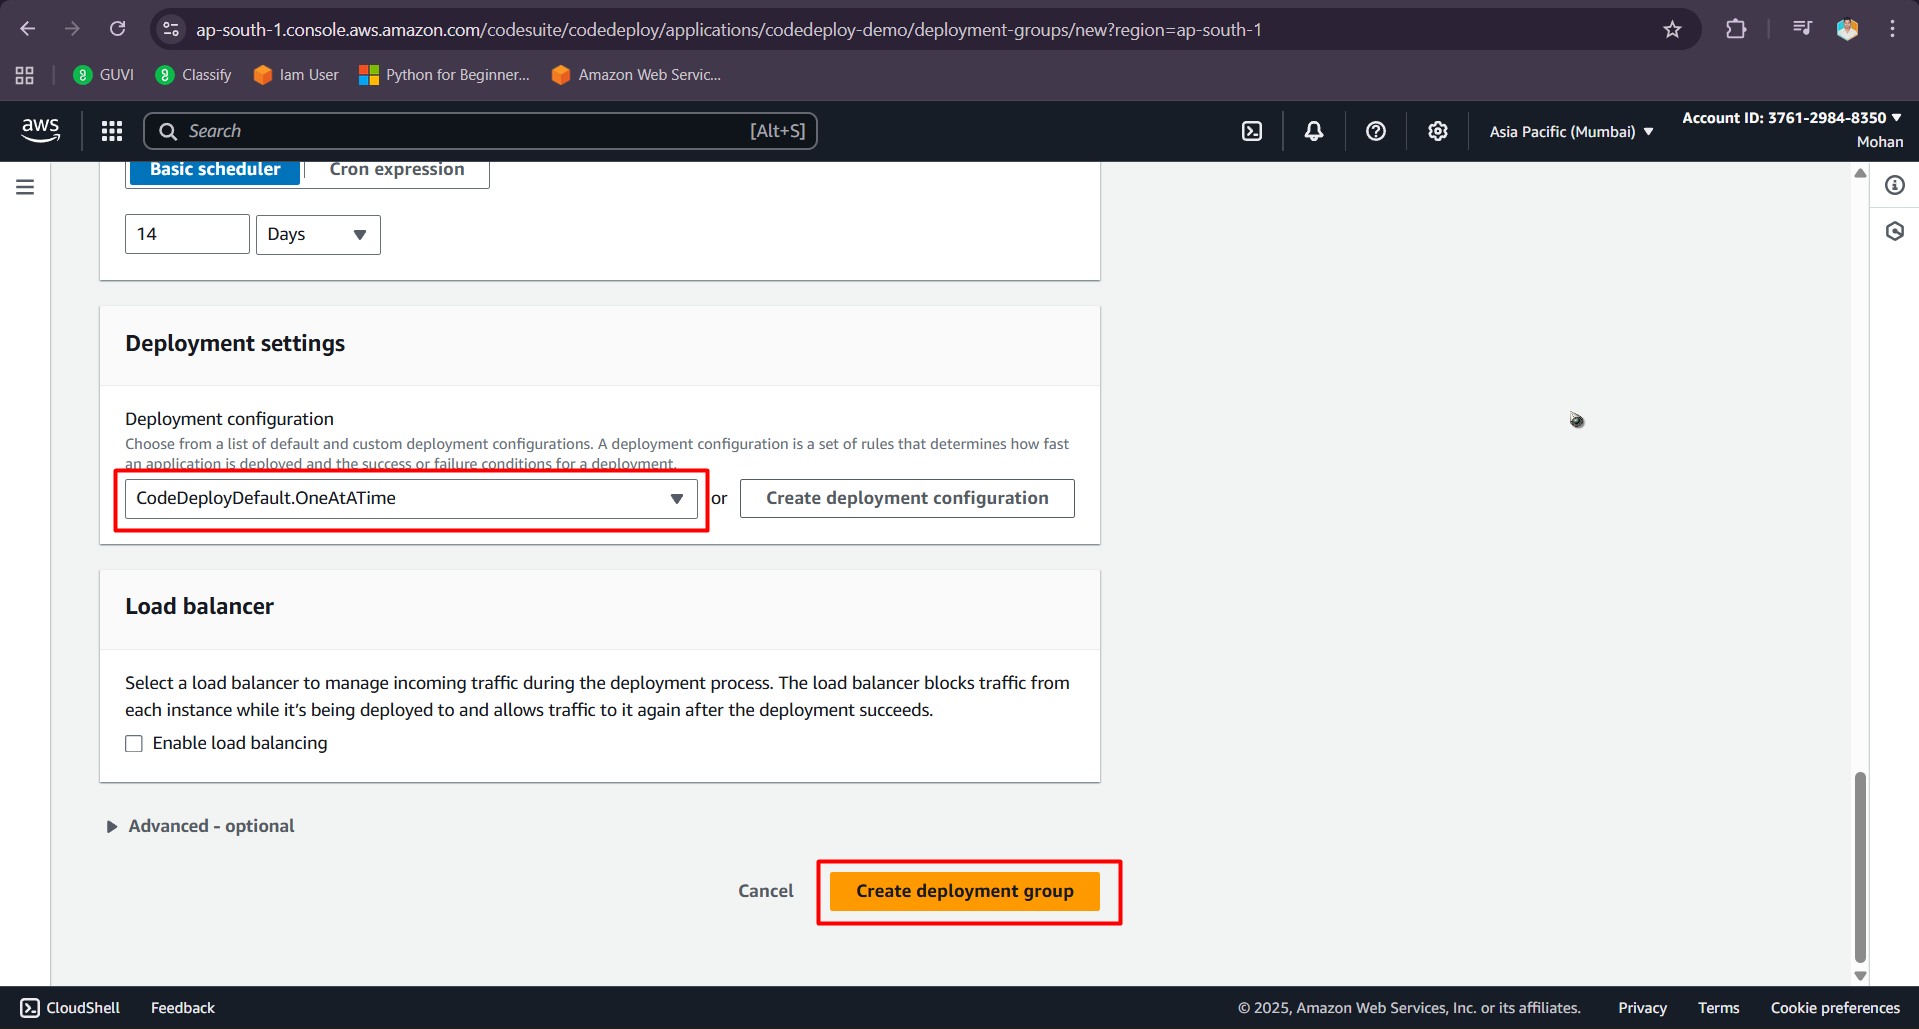 ap-south-1.console.aws.amazon.com/codesuite/codedeploy/applications/codedeploy-demo/deployment-groups/new?region=ap-south-1
GUVI Classify Iam User Python for Beginner... Amazon Web Servic...
aws Search [Alt+S] Asia Pacific (Mumbai) Account ID: 3761-2984-8350
Mohan
Basic scheduler Cron expression
14 Days
Deployment settings
Deployment configuration
Choose from a list of default and custom deployment configurations. A deployment configuration is a set of rules that determines how fast
an application is deployed and the success or failure conditions for a deployment.
CodeDeployDefault.OneAtATime or Create deployment configuration
Load balancer
Select a load balancer to manage incoming traffic during the deployment process. The load balancer blocks traffic from
each instance while it’s being deployed to and allows traffic to it again after the deployment succeeds.
Enable load balancing
Advanced - optional
Cancel Create deployment group
CloudShell Feedback © 2025, Amazon Web Services, Inc. or its affiliates. Privacy Terms Cookie preferences